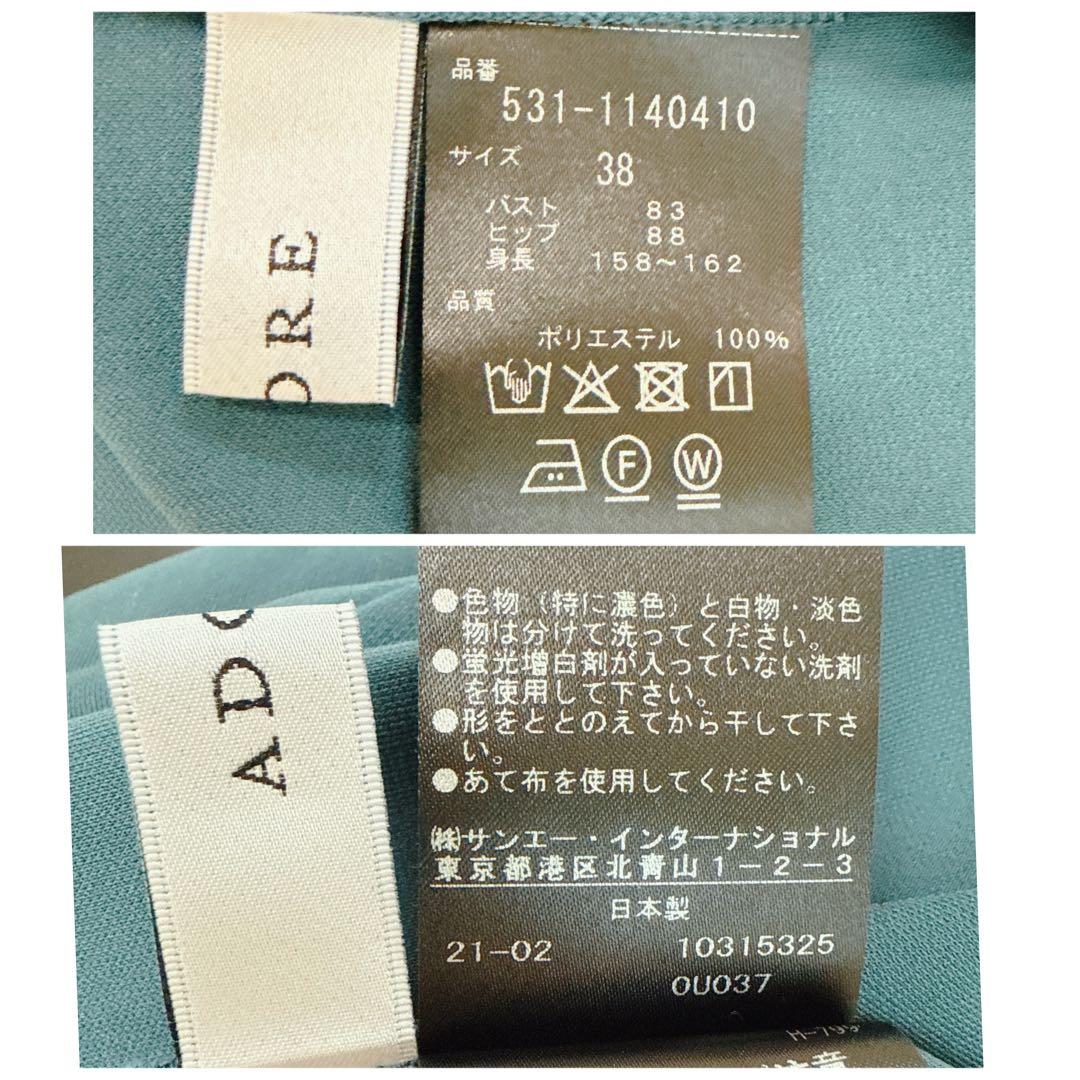 ORE
品番
531-1140410
サイズ
38
バスト 83
ヒップ 88
身長 158～162
品質
ポリエステル 100%
F W
ADO
●色物（特に濃色）と白物・淡色
物は分けて洗ってください。
●蛍光増白剤が入っていない洗剤
を使用して下さい。
●形をととのえてから干して下さ
い。
●あて布を使用してください。
㈱サンエー・インターナショナル
東京都港区北青山1-2-3
日本製
21-02 10315325
0U037